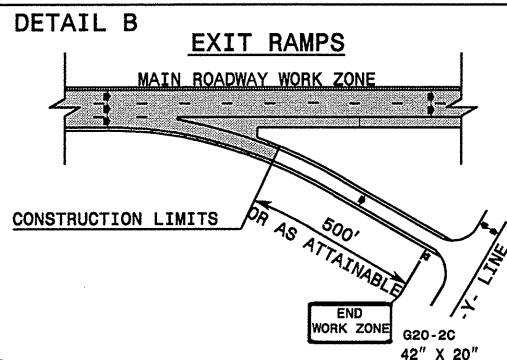 DETAIL B
EXIT RAMPS
MAIN ROADWAY WORK ZONE
CONSTRUCTION LIMITS
500'
OR AS ATTAINABLE
-Y- LINE
END
WORK ZONE
G20-2C
42" X 20"